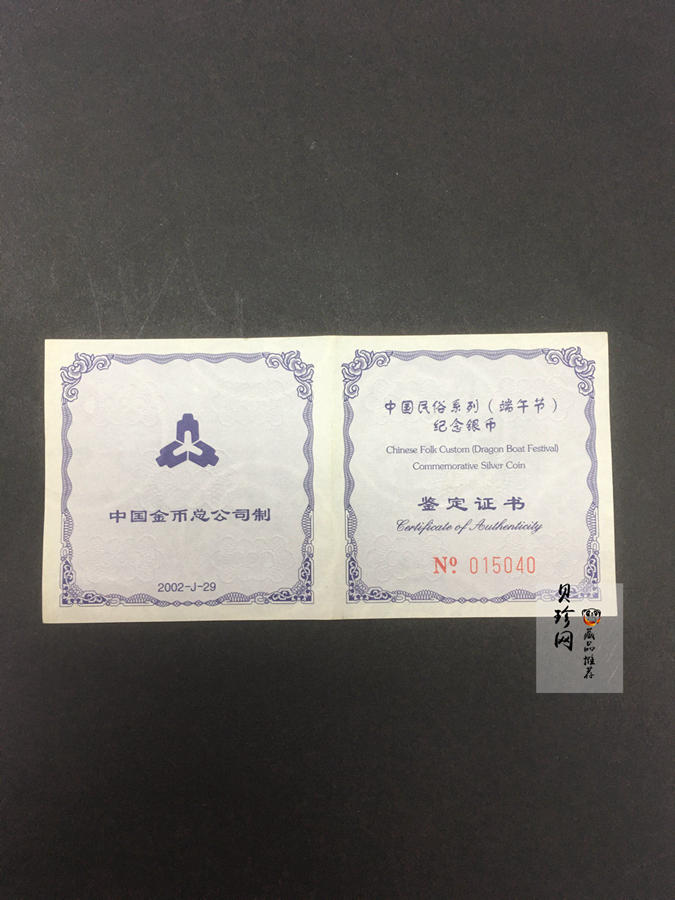 中国金币总公司制
2002-J-29
中国民俗系列(端午节)
纪念银币
Chinese Folk Custom (Dragon Boat Festival)
Commemorative Silver Coin
鉴定证书
Certificate of Authenticity
Nº 015040
贝珍网
藏品推荐